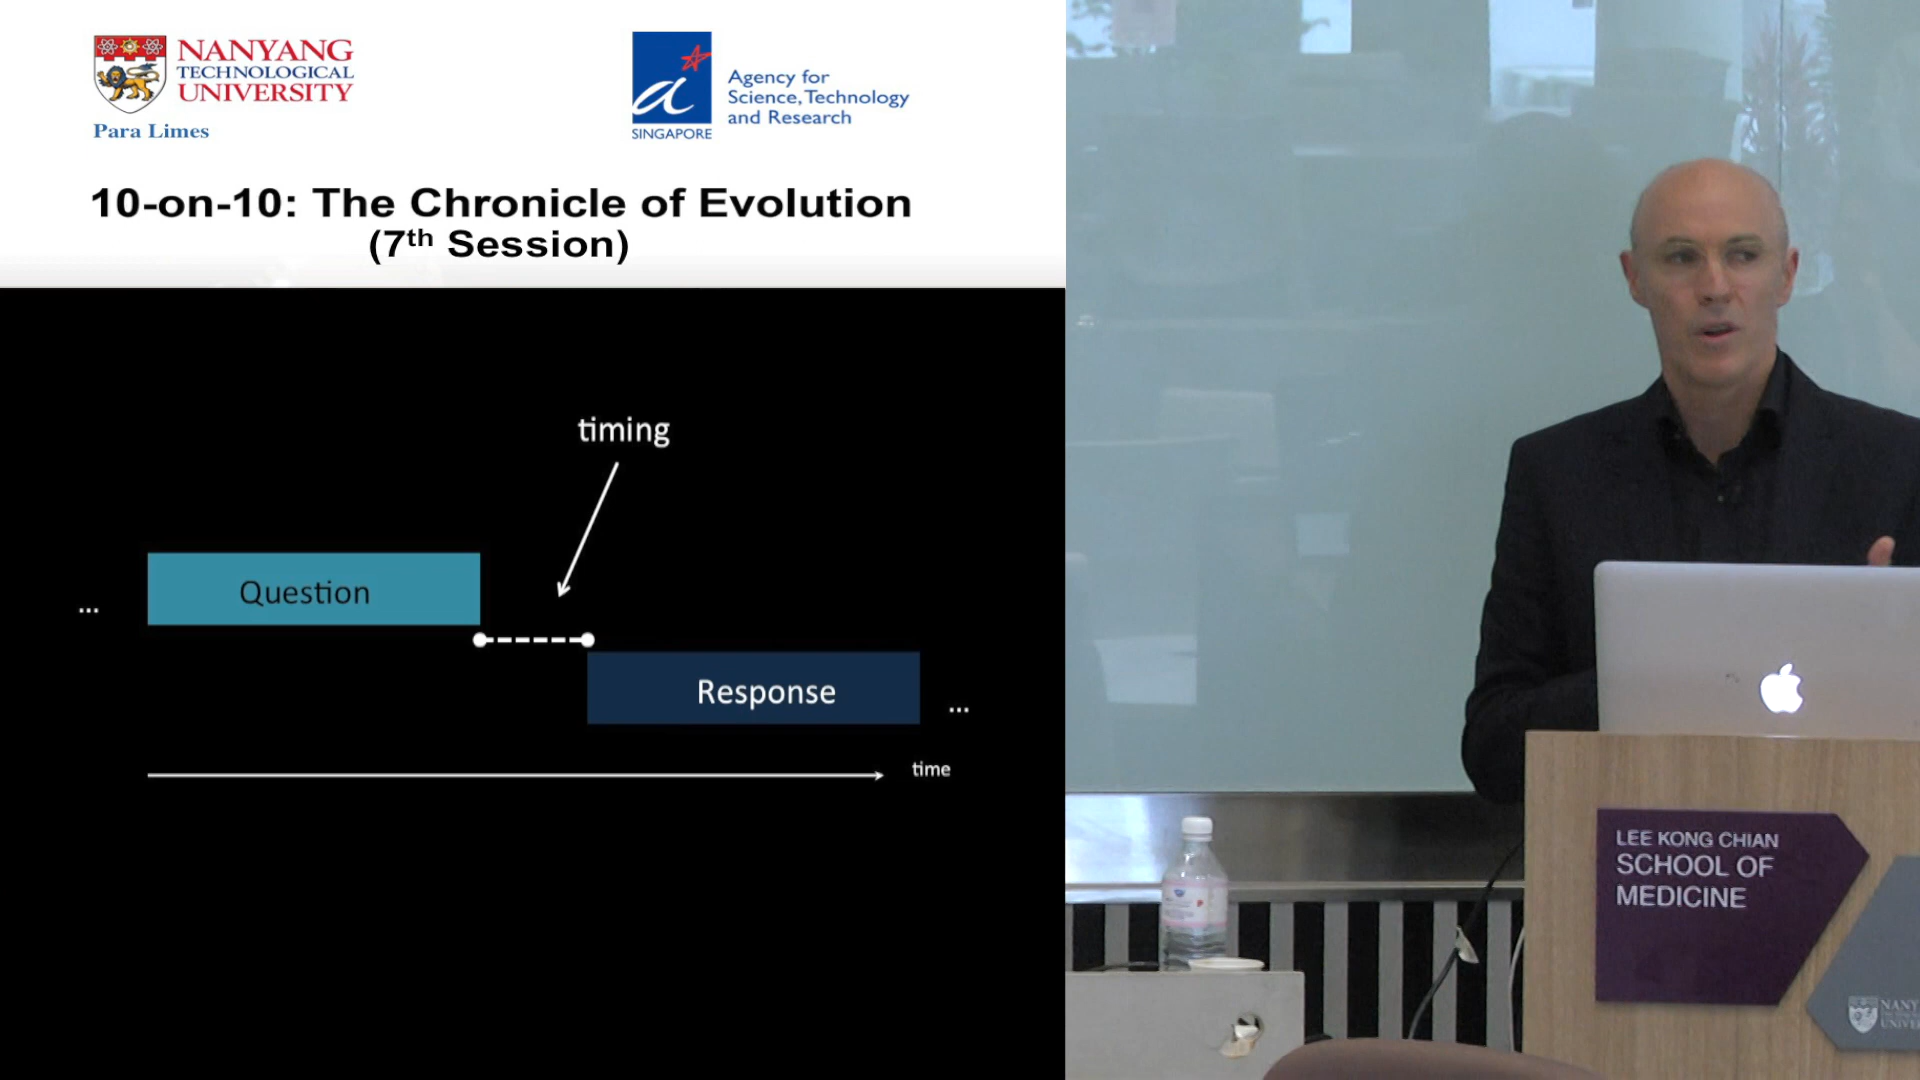 NANYANG
TECHNOLOGICAL
UNIVERSITY
Para Limes
SINGAPORE
Agency for
Science, Technology
and Research
10-on-10: The Chronicle of Evolution
(7th Session)
timing
... Question
Response ...
time
LEE KONG CHIAN
SCHOOL OF
MEDICINE